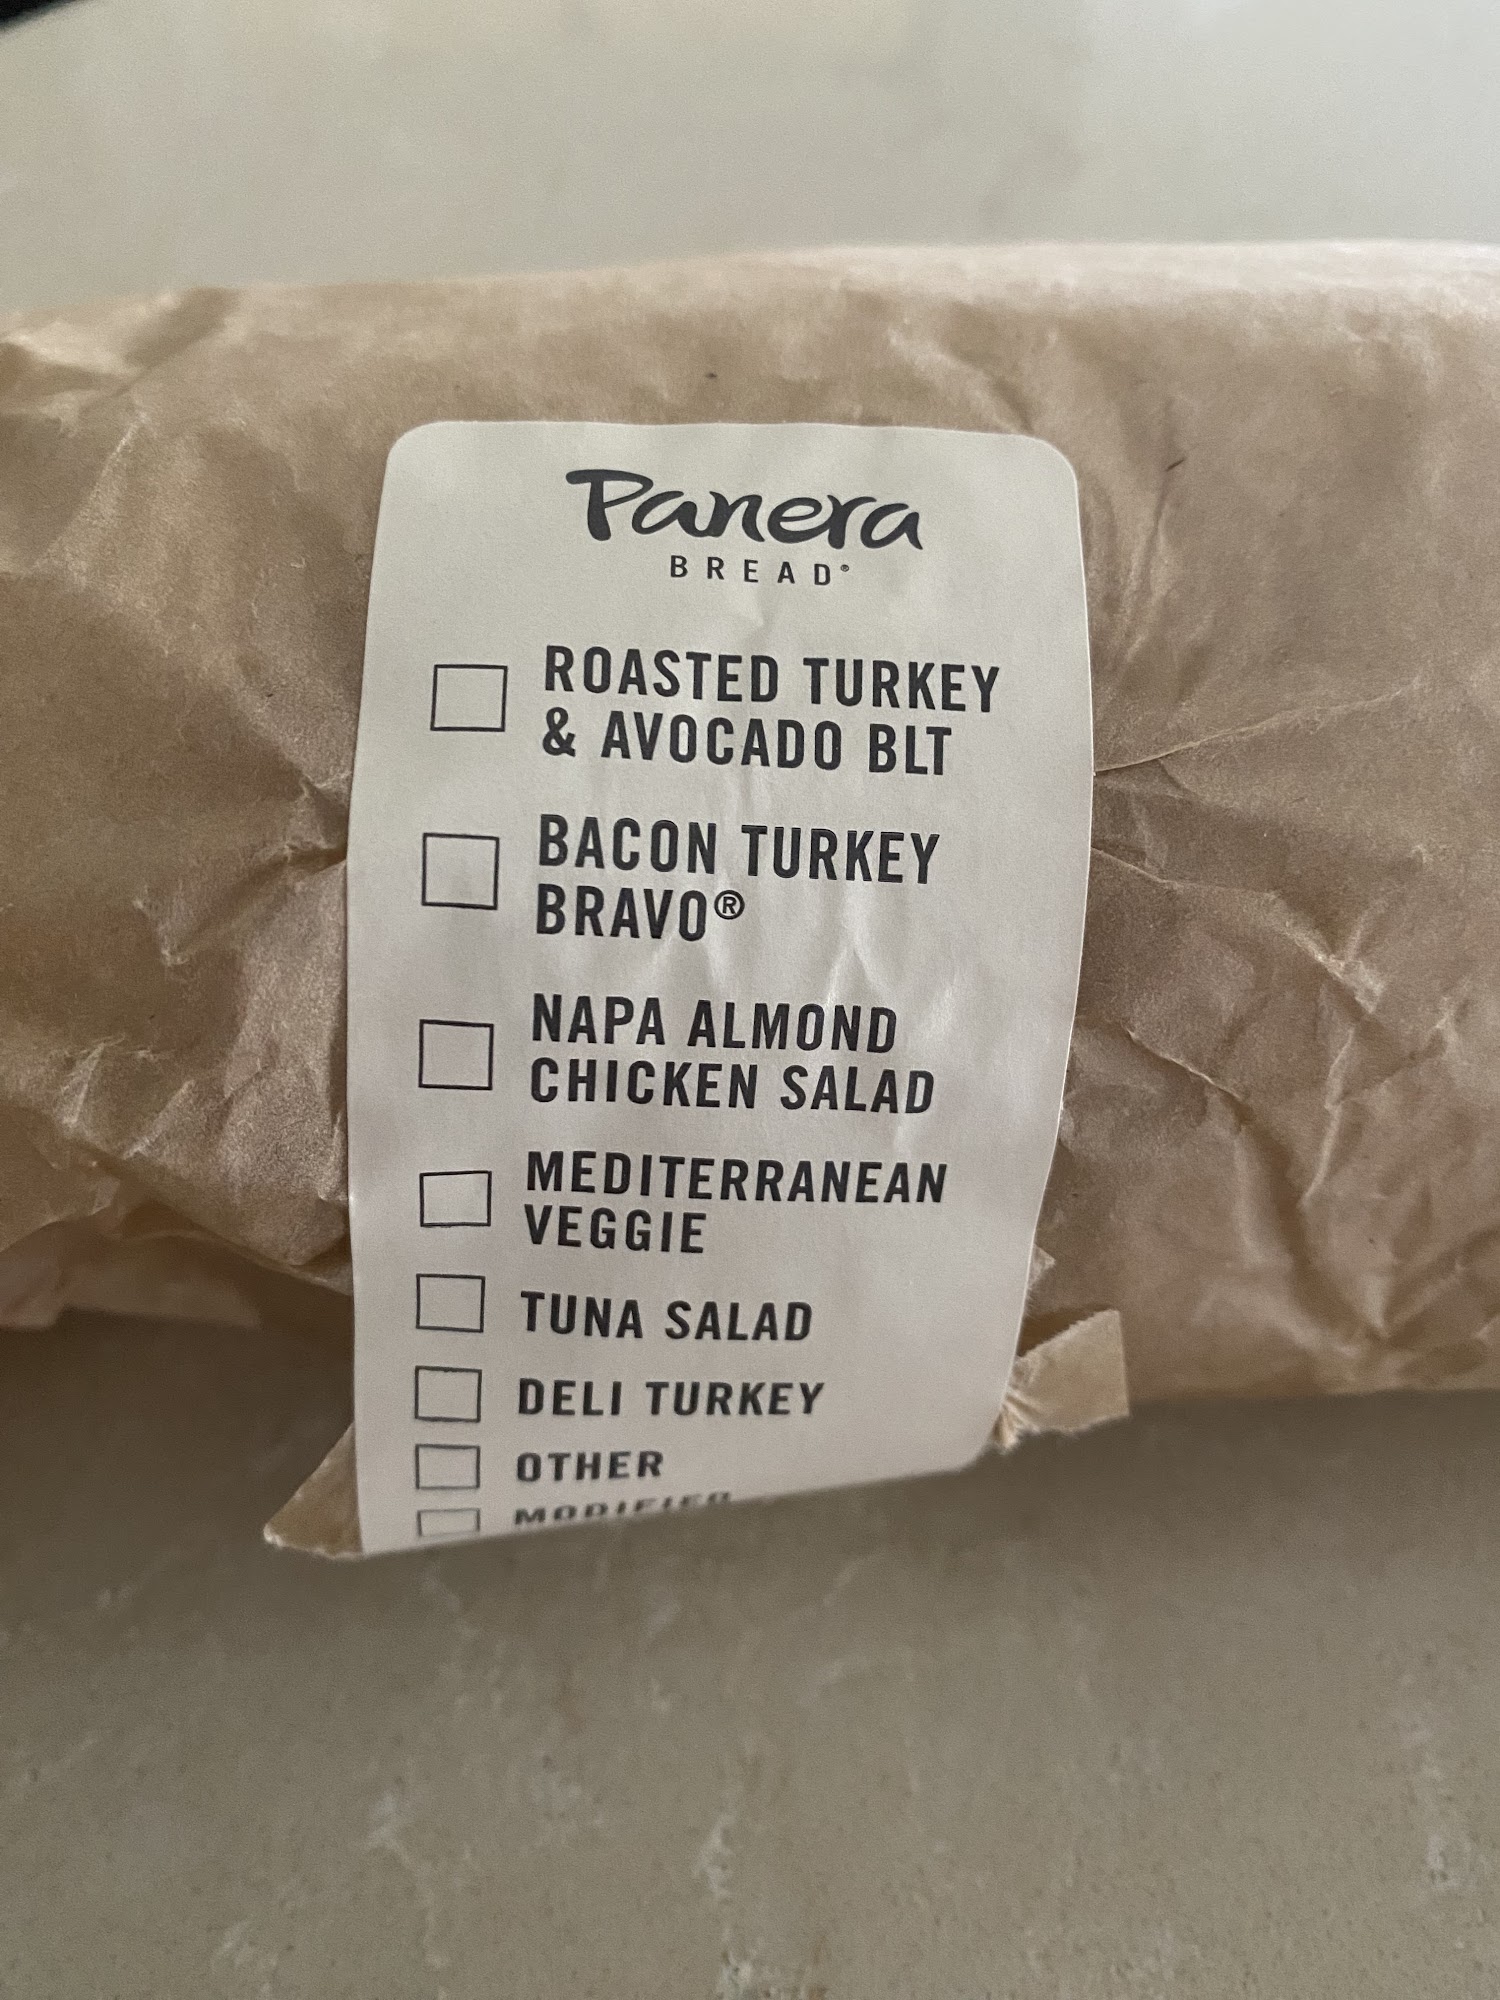 Panera
BREAD®
ROASTED TURKEY
& AVOCADO BLT
BACON TURKEY
BRAVO®
NAPA ALMOND
CHICKEN SALAD
MEDITERRANEAN
VEGGIE
TUNA SALAD
DELI TURKEY
OTHER
MODIFIED